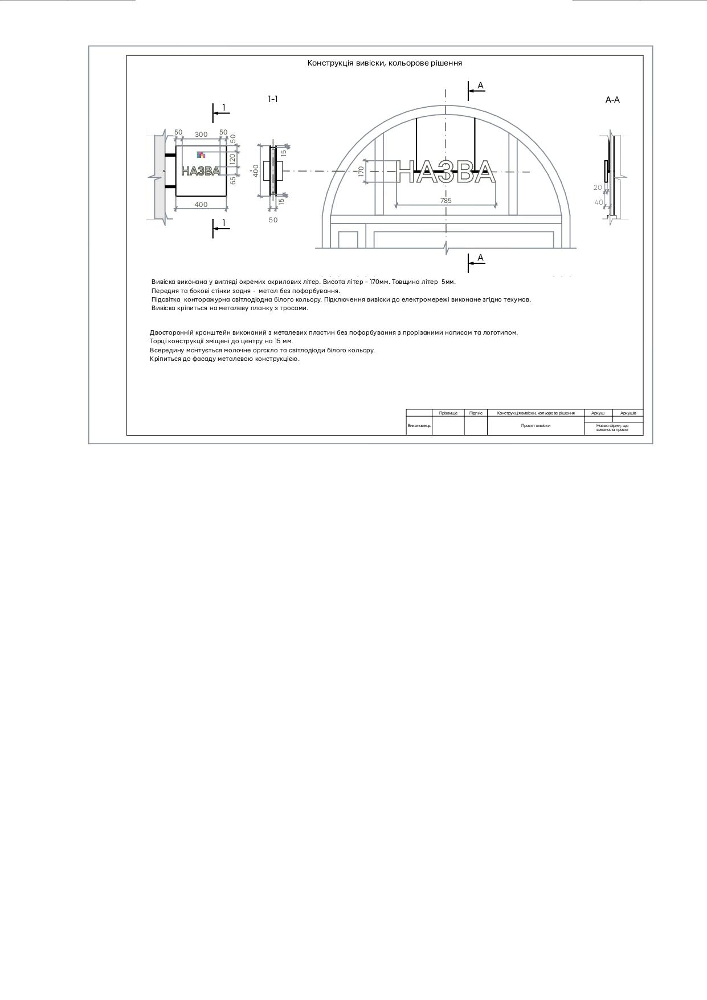 Конструкція вивіски, кольорове рішення
1-1
А
А-А
1
50
300
50
50
120
65
НАЗВА
400
1
400
15
15
50
170
НАЗВА
785
А
20
40
Вивіска виконана у вигляді окремих акрилових літер. Висота літер - 170мм. Товщина літер 5мм.
Передня та бокові стінки задня - метал без пофарбування.
Підсвітка конторажурна світлодіодна білого кольору. Підключення вивіски до електромережі виконане згідно техумов.
Вивіска кріпиться на металеву планку з тросами.
Двосторонній кронштейн виконаний з металевих пластин без пофарбування з прорізаними написом та логотипом.
Торці конструкції зміщені до центру на 15 мм.
Всередину монтується молочне оргскло та світлодіоди білого кольору.
Кріпиться до фасаду металевою конструкцією.
Прізвище Підпис Конструкція вивіски, кольорове рішення Аркуш Аркушів
Виконавець Проєкт вивіски Назва фірми, що
виконала проєкт